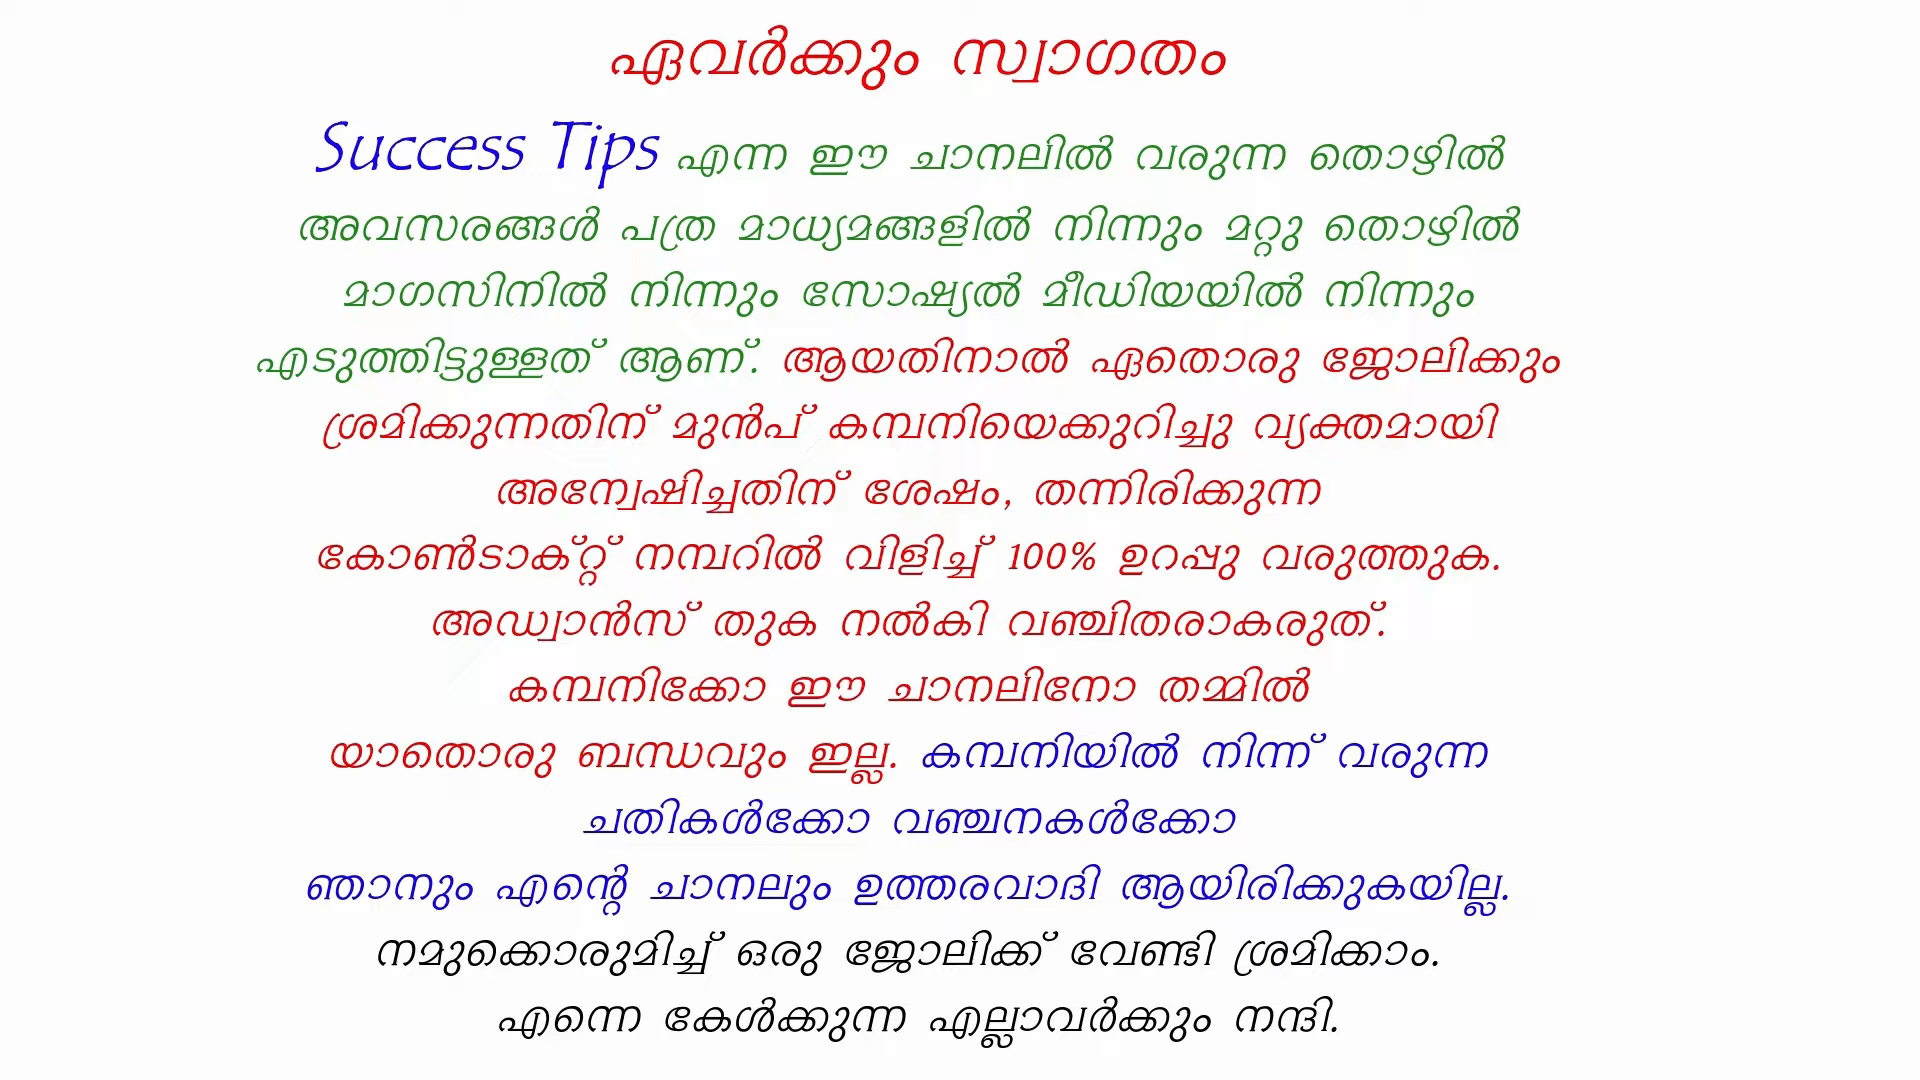 ഏവർക്കും സ്വാഗതം
Success Tips എന്ന ഈ ചാനലിൽ വരുന്ന തൊഴിൽ
അവസരങ്ങൾ പത്ര മാധ്യമങ്ങളിൽ നിന്നും മറ്റു തൊഴിൽ
മാഗസിനിൽ നിന്നും സോഷ്യൽ മീഡിയയിൽ നിന്നും
എടുത്തിട്ടുള്ളത് ആണ്. ആയതിനാൽ ഏതൊരു ജോലിക്കും
ശ്രമിക്കുന്നതിന് മുൻപ് കമ്പനിയെക്കുറിച്ചു വ്യക്തമായി
അന്വേഷിച്ചതിന് ശേഷം, തന്നിരിക്കുന്ന
കോൺടാക്റ്റ് നമ്പറിൽ വിളിച്ച് 100% ഉറപ്പു വരുത്തുക.
അഡ്വാൻസ് തുക നൽകി വഞ്ചിതരാകരുത്.
കമ്പനിക്കോ ഈ ചാനലിനോ തമ്മിൽ
യാതൊരു ബന്ധവും ഇല്ല. കമ്പനിയിൽ നിന്ന് വരുന്ന
ചതികൾക്കോ വഞ്ചനകൾക്കോ
ഞാനും എന്റെ ചാനലും ഉത്തരവാദി ആയിരിക്കുകയില്ല.
നമുക്കൊരുമിച്ച് ഒരു ജോലിക്ക് വേണ്ടി ശ്രമിക്കാം.
എന്നെ കേൾക്കുന്ന എല്ലാവർക്കും നന്ദി.